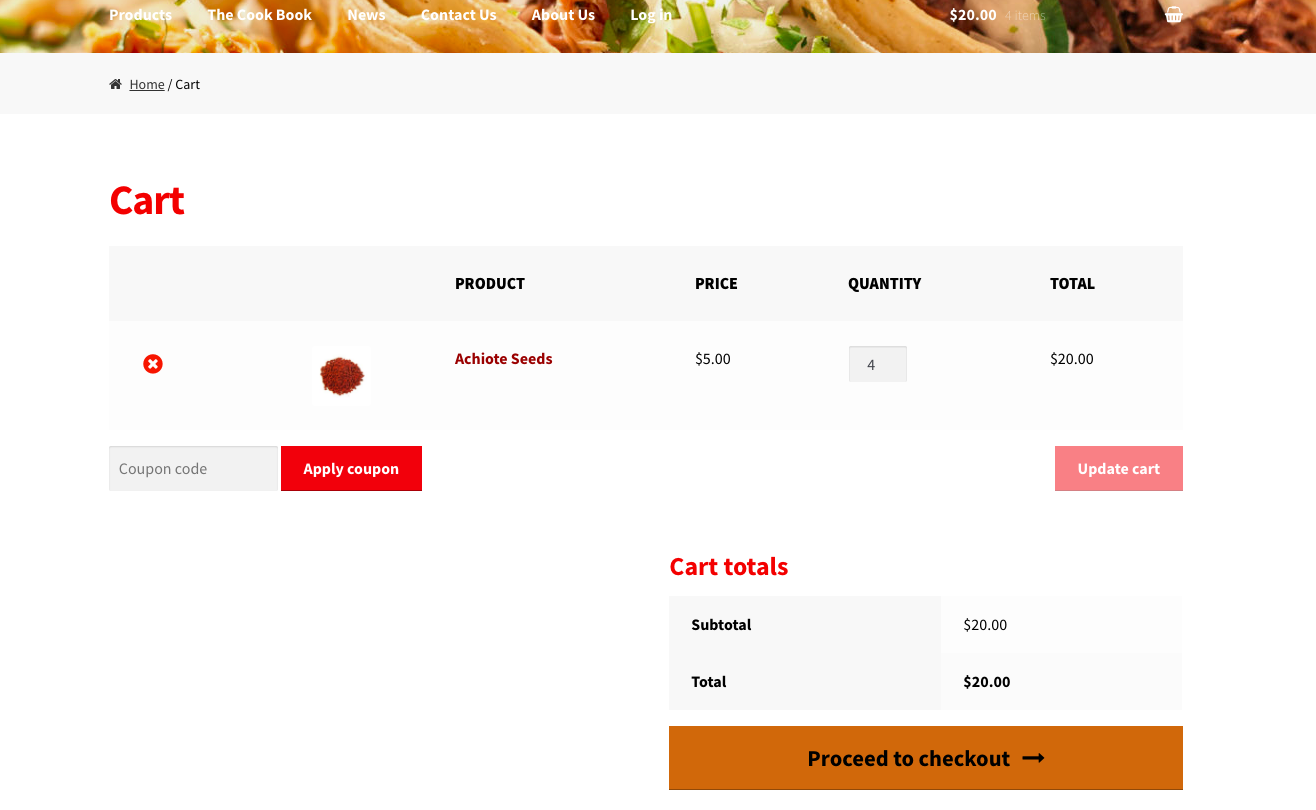 Products The Cook Book News Contact Us About Us Log in $20.00 4 items
Home / Cart
Cart
PRODUCT PRICE QUANTITY TOTAL
Achiote Seeds $5.00 4 $20.00
Coupon code Apply coupon Update cart
Cart totals
Subtotal $20.00
Total $20.00
Proceed to checkout →